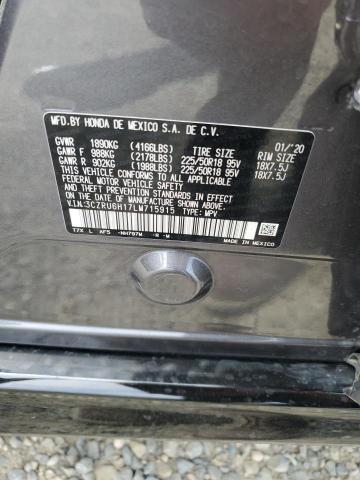 MFD.BY HONDA DE MEXICO S.A. DE C.V. 01/'20
GVWR 1890KG (4166LBS) TIRE SIZE RIM SIZE
GAWR F 988KG (2178LBS) 225/50R18 95V 18X7.5J
GAWR R 902KG (1988LBS) 225/50R18 95V 18X7.5J
THIS VEHICLE CONFORMS TO ALL APPLICABLE
FEDERAL MOTOR VEHICLE SAFETY AND
THEFT PREVENTION STANDARDS IN EFFECT ON THE DATE OF MANUFACTURE SHOWN ABOVE.
V.I.N.:3CZRU6H17LM715915 TYPE: MPV
T7X L AF5 -NH797M -R -M MADE IN MEXICO